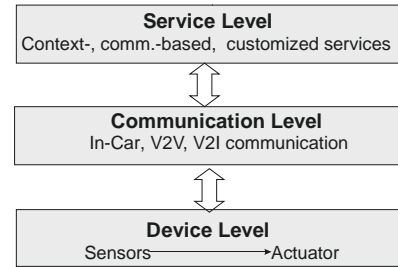 Service Level
Context-, comm.-based, customized services
Communication Level
In-Car, V2V, V2I communication
Device Level
Sensors Actuator